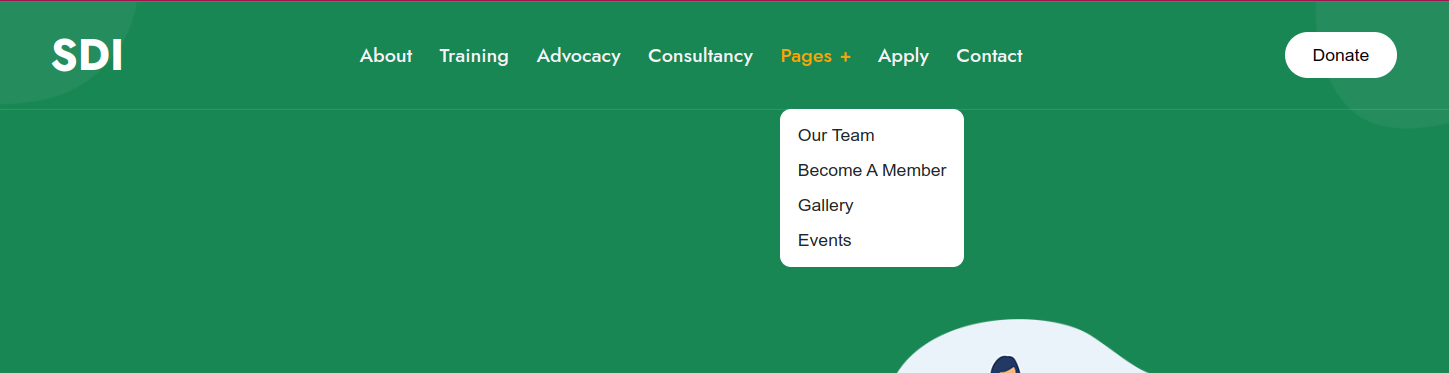 SDI About Training Advocacy Consultancy Pages + Apply Contact Donate
Our Team
Become A Member
Gallery
Events